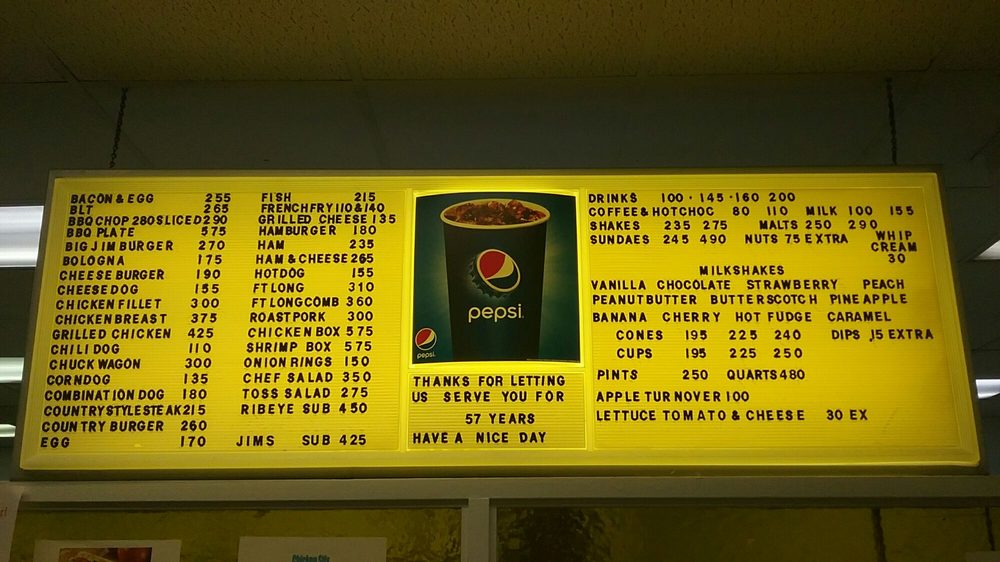 BACON & EGG 255
BLT 265
BBQ CHOP 280 SLICED 290
BBQ PLATE 575
BIG JIM BURGER 270
BOLOGNA 175
CHEESE BURGER 190
CHEESE DOG 155
CHICKEN FILLET 300
CHICKEN BREAST 375
GRILLED CHICKEN 425
CHILI DOG 110
CHUCK WAGON 300
CORNDOG 135
COMBINATION DOG 180
COUNTRY STYLE STEAK 215
COUNTRY BURGER 260
EGG 170
FISH 215
FRENCH FRY 110 & 140
GRILLED CHEESE 135
HAMBURGER 180
HAM 235
HAM & CHEESE 265
HOTDOG 155
FT LONG 310
FT LONG COMB 360
ROAST PORK 300
CHICKEN BOX 575
SHRIMP BOX 575
ONION RINGS 150
CHEF SALAD 350
TOSS SALAD 275
RIBEYE SUB 450
JIMS SUB 425
pepsi.
pepsi.
THANKS FOR LETTING
US SERVE YOU FOR
57 YEARS
HAVE A NICE DAY
DRINKS 100 · 145 · 160 200
COFFEE & HOT CHOC 80 110 MILK 100 155
SHAKES 235 275 MALTS 250 290
SUNDAES 245 490 NUTS 75 EXTRA WHIP
CREAM
30
MILKSHAKES
VANILLA CHOCOLATE STRAWBERRY PEACH
PEANUTBUTTER BUTTERSCOTCH PINEAPPLE
BANANA CHERRY HOT FUDGE CARAMEL
CONES 195 225 240 DIPS .15 EXTRA
CUPS 195 225 250
PINTS 250 QUARTS 480
APPLE TURNOVER 100
LETTUCE TOMATO & CHEESE 30 EX